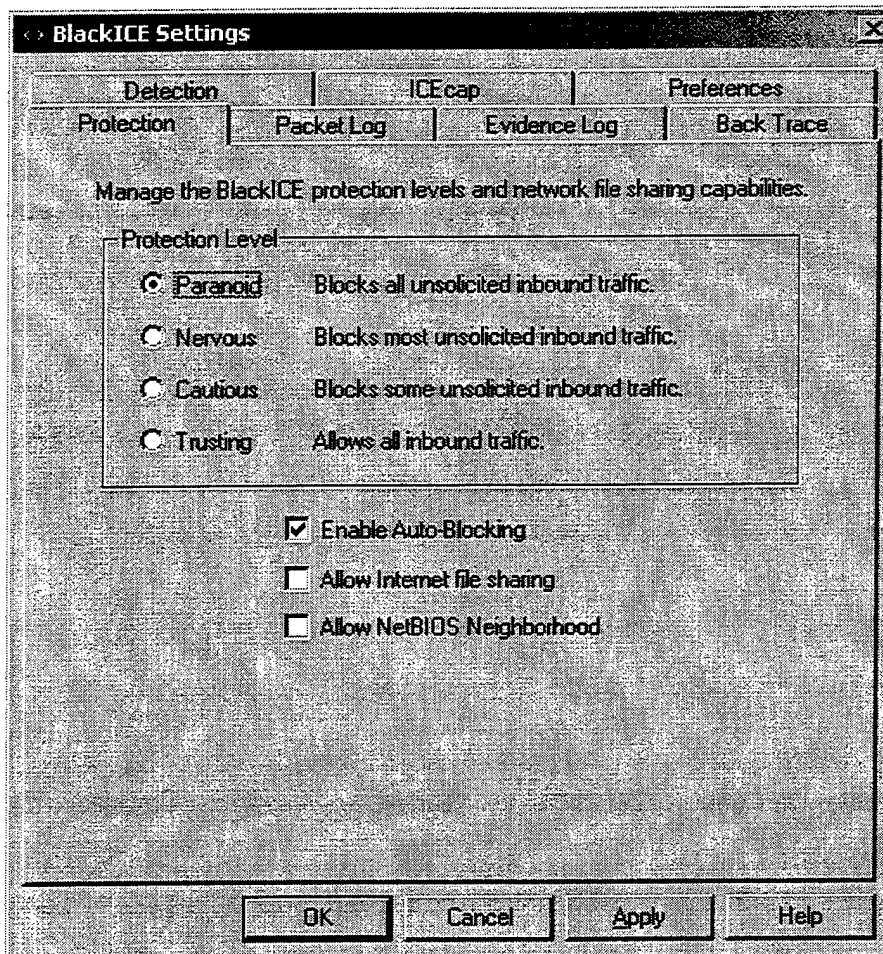 BlackICE Settings
Detection ICEcap Preferences
Protection Packet Log Evidence Log Back Trace
Manage the BlackICE protection levels and network file sharing capabilities.
Protection Level
Paranoid Blocks all unsolicited inbound traffic.
Nervous Blocks most unsolicited inbound traffic.
Cautious Blocks some unsolicited inbound traffic.
Trusting Allows all inbound traffic.
Enable Auto-Blocking
Allow Internet file sharing
Allow NetBIOS Neighborhood
OK Cancel Apply Help